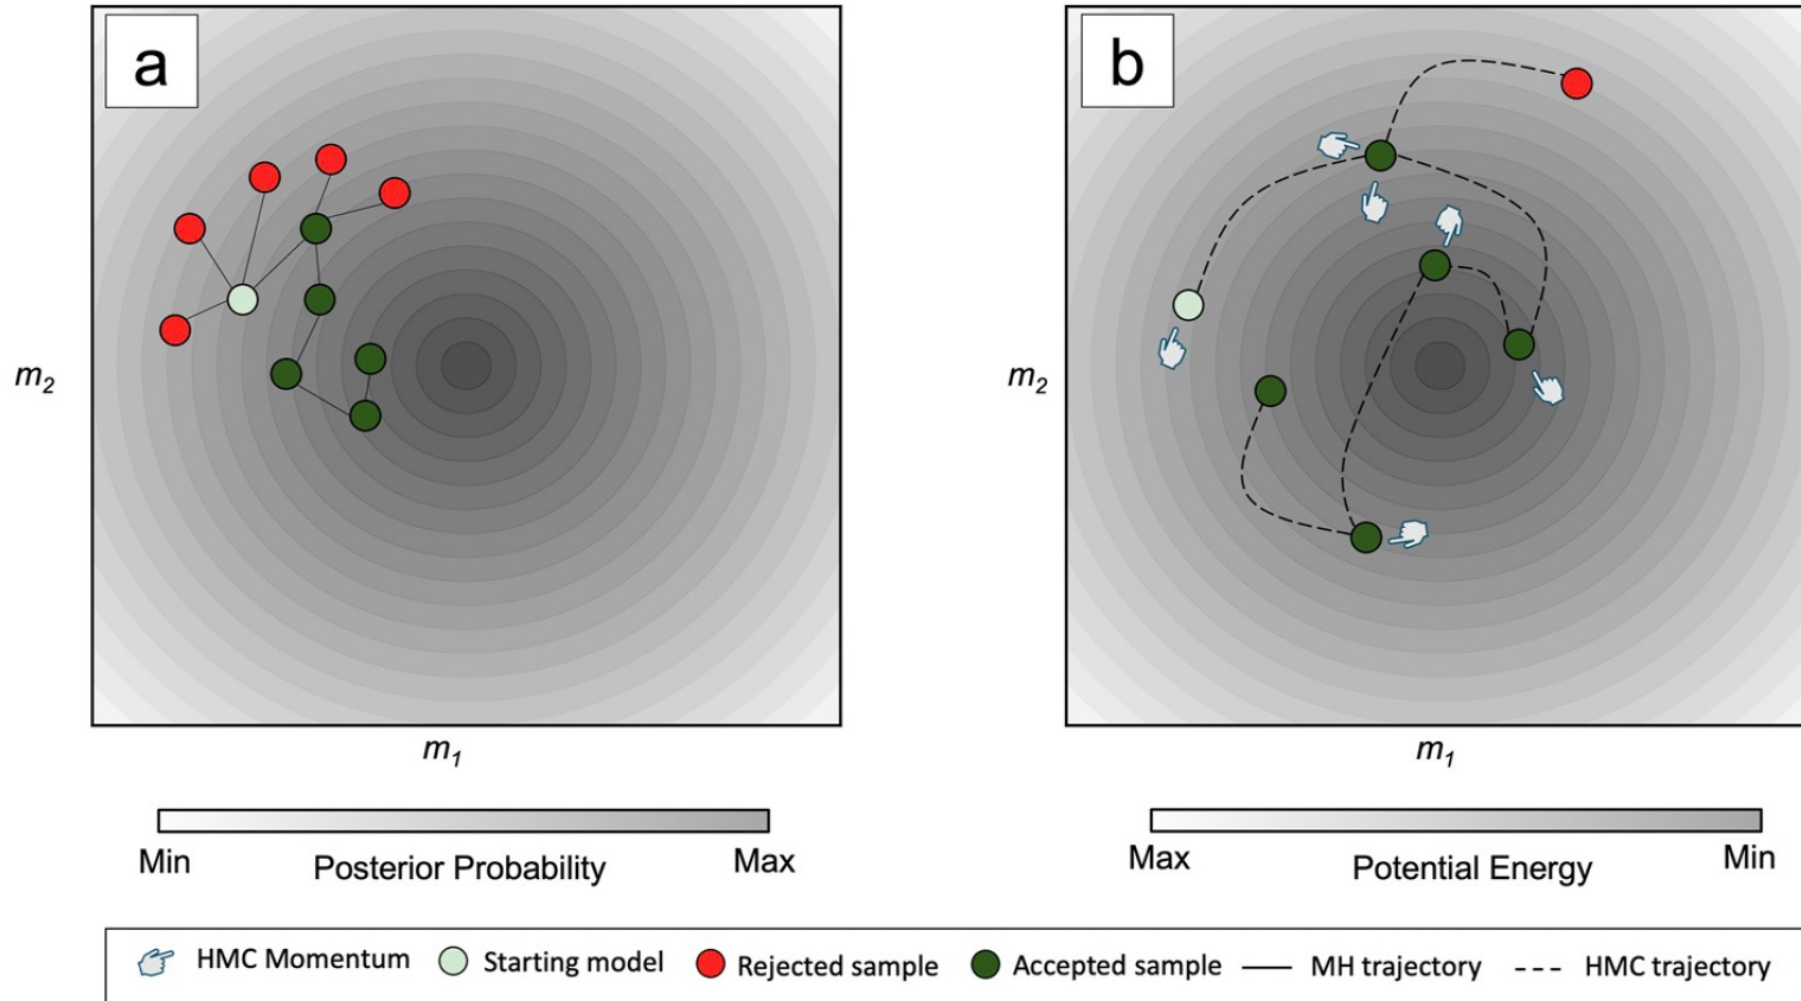 a
b
m2
m2
m1
m1
Min Posterior Probability Max
Max Potential Energy Min
HMC Momentum Starting model Rejected sample Accepted sample MH trajectory HMC trajectory